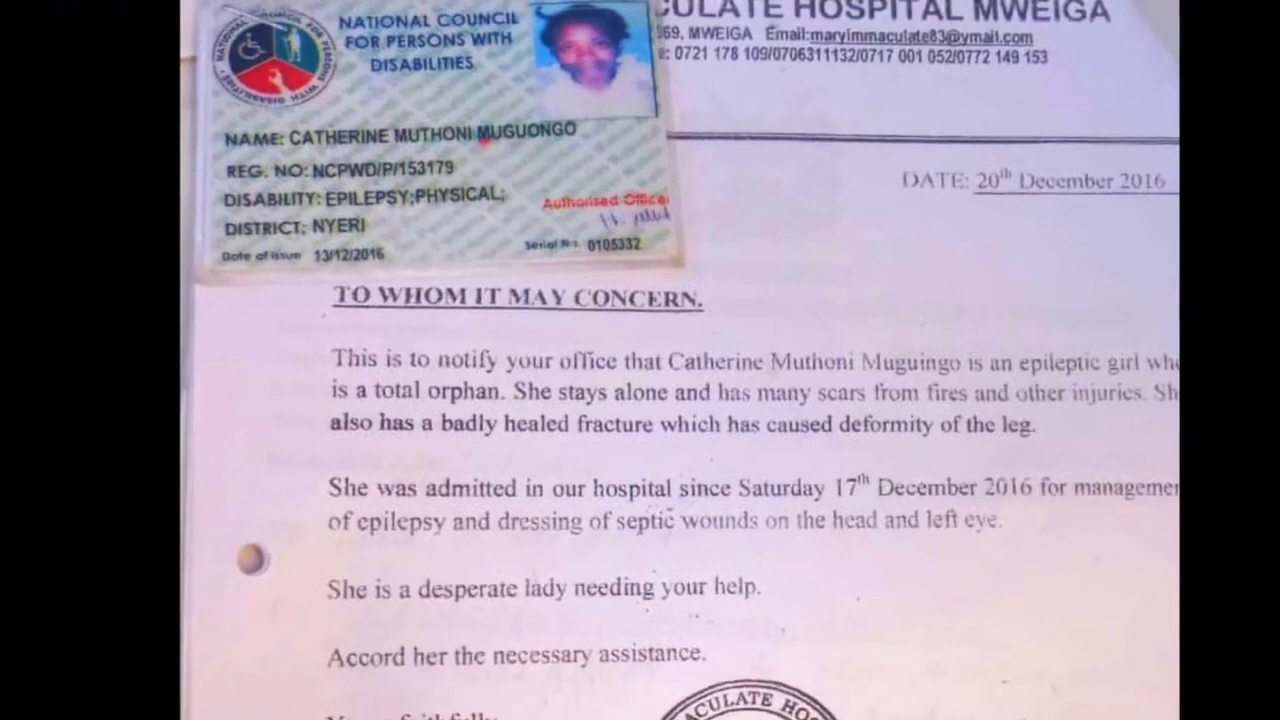 NATIONAL COUNCIL
FOR PERSONS WITH
DISABILITIES
NAME: CATHERINE MUTHONI MUGUONGO
REG. NO: NCPWD/P/153179
DISABILITY: EPILEPSY;PHYSICAL;
DISTRICT: NYERI
Date of issue 13/12/2016
Authorised Officer
Serial No. 0105332
CULATE HOSPITAL MWEIGA
69, MWEIGA Email:maryimmaculate83@ymail.com
: 0721 178 109/0706311132/0717 001 052/0772 149 153
DATE: 20th December 2016
TO WHOM IT MAY CONCERN.
This is to notify your office that Catherine Muthoni Muguingo is an epileptic girl who
is a total orphan. She stays alone and has many scars from fires and other injuries. Sh
also has a badly healed fracture which has caused deformity of the leg.
She was admitted in our hospital since Saturday 17th December 2016 for managemen
of epilepsy and dressing of septic wounds on the head and left eye.
She is a desperate lady needing your help.
Accord her the necessary assistance.
ACULATE HOS